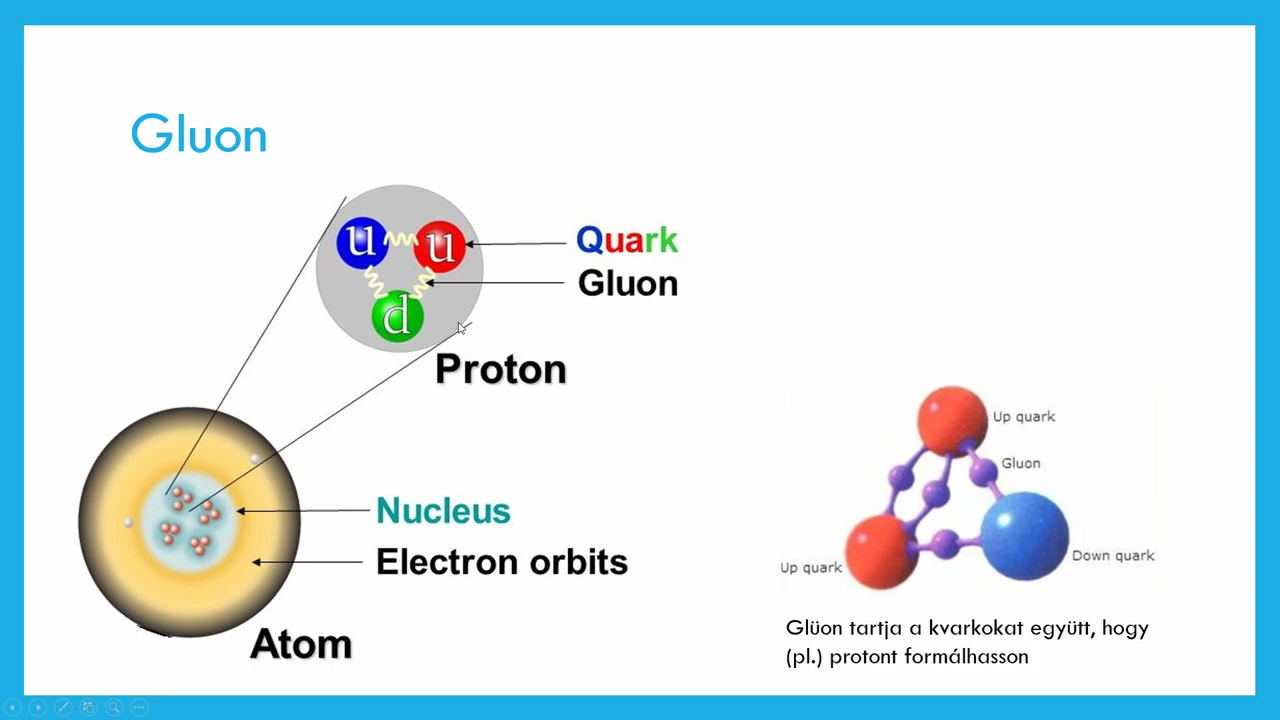 Gluon
u
u
d
Quark
Gluon
Proton
Nucleus
Electron orbits
Atom
Up quark
Gluon
Up quark
Down quark
Glüon tartja a kvarkokat együtt, hogy
(pl.) protont formálhasson